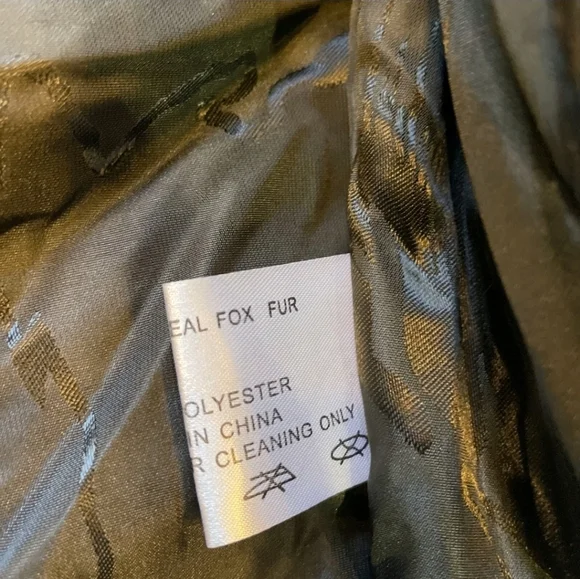 EAL FOX FUR
OLYESTER
IN CHINA
R CLEANING ONLY